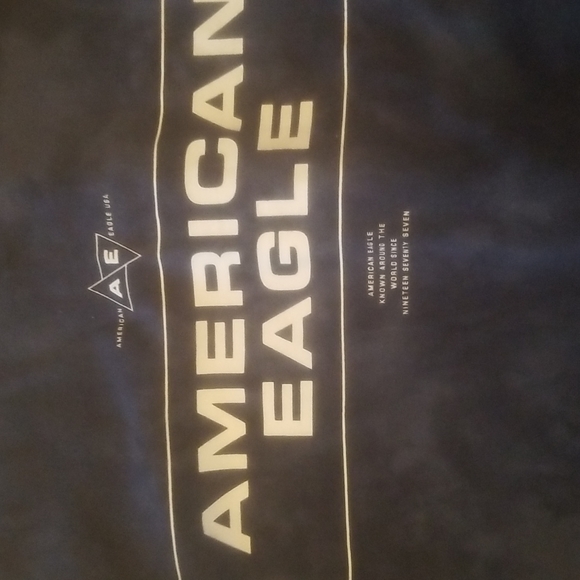 AMERICAN AE EAGLE USA
AMERICAN
EAGLE
AMERICAN EAGLE
KNOWN AROUND THE
WORLD SINCE
NINETEEN SEVENTY SEVEN